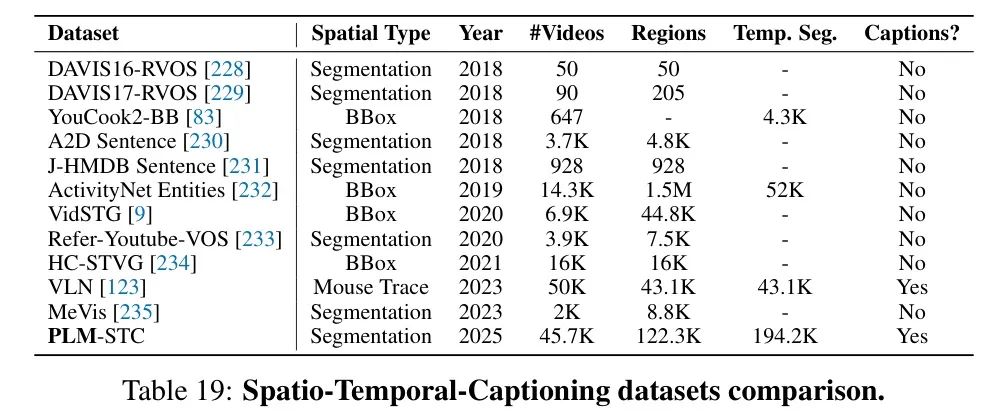 Dataset Spatial Type Year #Videos Regions Temp. Seg. Captions?
DAVIS16-RVOS [228] Segmentation 2018 50 50 - No
DAVIS17-RVOS [229] Segmentation 2018 90 205 - No
YouCook2-BB [83] BBox 2018 647 - 4.3K No
A2D Sentence [230] Segmentation 2018 3.7K 4.8K - No
J-HMDB Sentence [231] Segmentation 2018 928 928 - No
ActivityNet Entities [232] BBox 2019 14.3K 1.5M 52K No
VidSTG [9] BBox 2020 6.9K 44.8K - No
Refer-Youtube-VOS [233] Segmentation 2020 3.9K 7.5K - No
HC-STVG [234] BBox 2021 16K 16K - No
VLN [123] Mouse Trace 2023 50K 43.1K 43.1K Yes
MeVis [235] Segmentation 2023 2K 8.8K - No
PLM-STC Segmentation 2025 45.7K 122.3K 194.2K Yes
Table 19: Spatio-Temporal-Captioning datasets comparison.